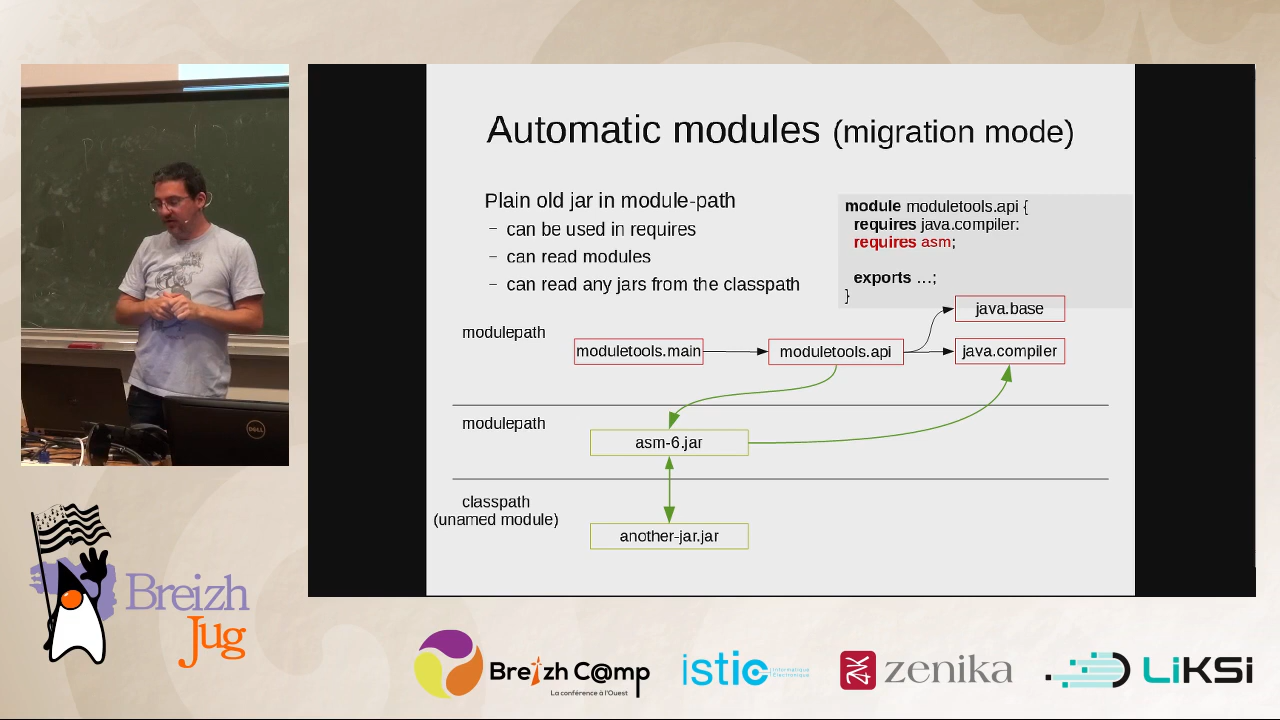 Automatic modules (migration mode)
Plain old jar in module-path
– can be used in requires
– can read modules
– can read any jars from the classpath
module moduletools.api {
requires java.compiler:
requires asm;
exports ...;
}
java.base
modulepath
moduletools.main
moduletools.api
java.compiler
modulepath
asm-6.jar
classpath
(unamed module)
another-jar.jar
DELL
Breizh
Jug
Breizh C@mp
La conférence à l'Ouest
istic
Informatique
Électronique
zenika
LiKSi